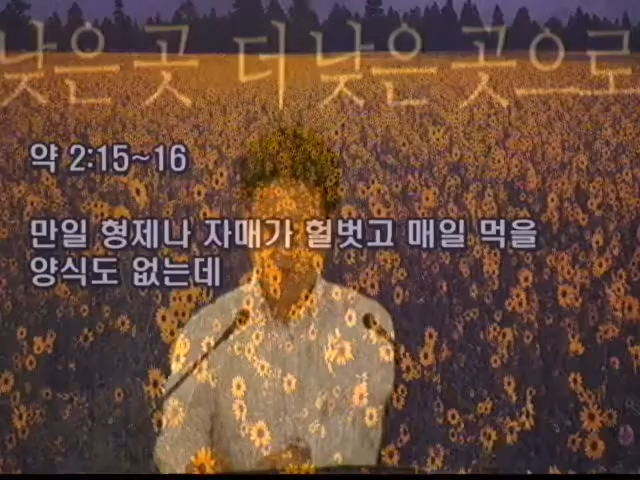 낮은곳 더낮은곳으로
약 2:15~16
만일 형제나 자매가 헐벗고 매일 먹을
양식도 없는데